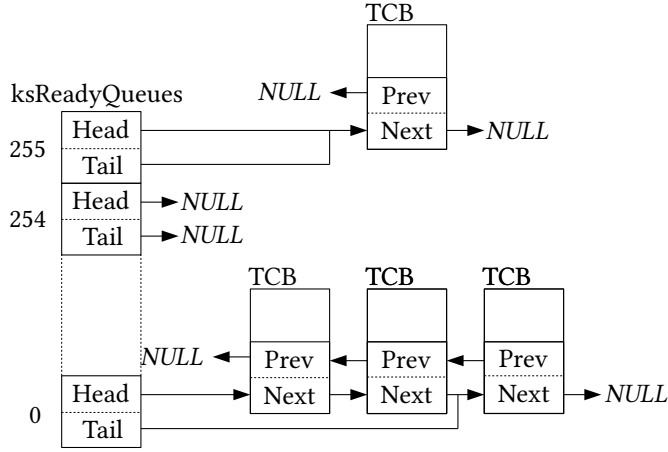 TCB
NULL
Prev
ksReadyQueues
Head
Next
NULL
255
Tail
Head
NULL
254
Tail
NULL
TCB
TCB
TCB
NULL
Prev
Prev
Prev
Head
Next
Next
Next
NULL
0
Tail